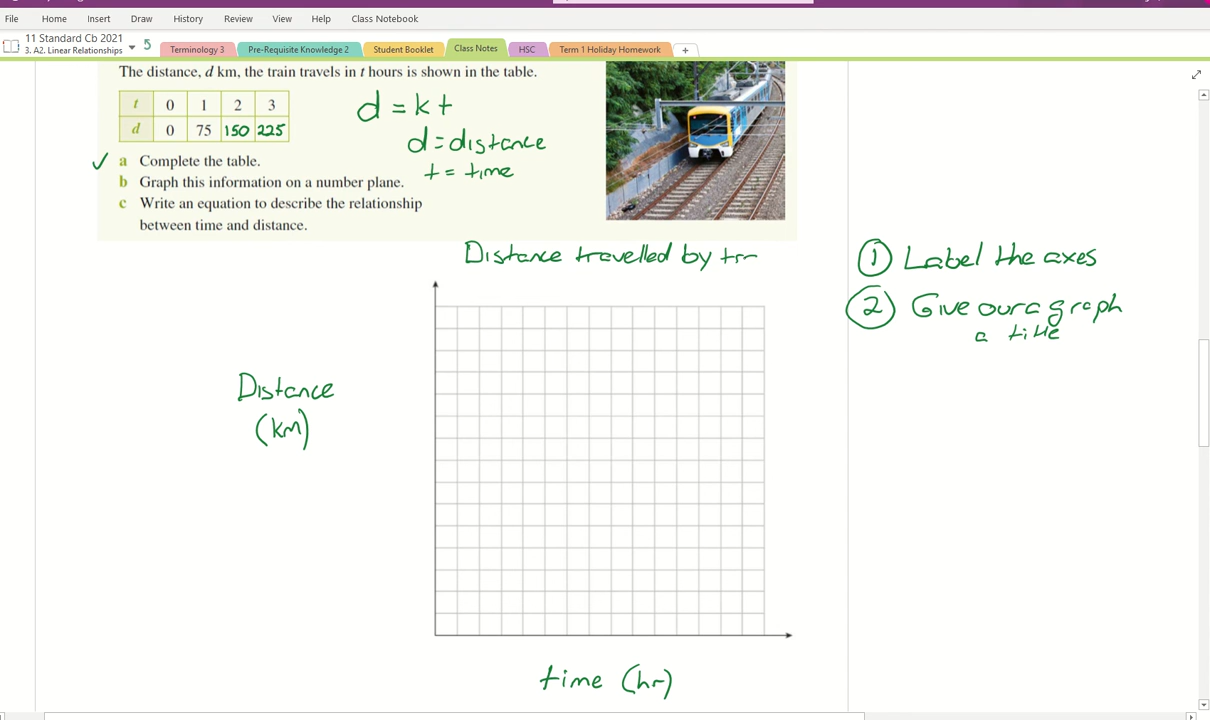 File Home Insert Draw History Review View Help Class Notebook
11 Standard Cb 2021
3. A2. Linear Relationships
Terminology 3 Pre-Requisite Knowledge 2 Student Booklet Class Notes HSC Term 1 Holiday Homework +
The distance, d km, the train travels in t hours is shown in the table.
t 0 1 2 3
d 0 75 150 225
d = kt
d = distance
t = time
a Complete the table.
b Graph this information on a number plane.
c Write an equation to describe the relationship
between time and distance.
Distance travelled by
① Label the axes
② Give our a graph
a title
Distance
(km)
time (hr)